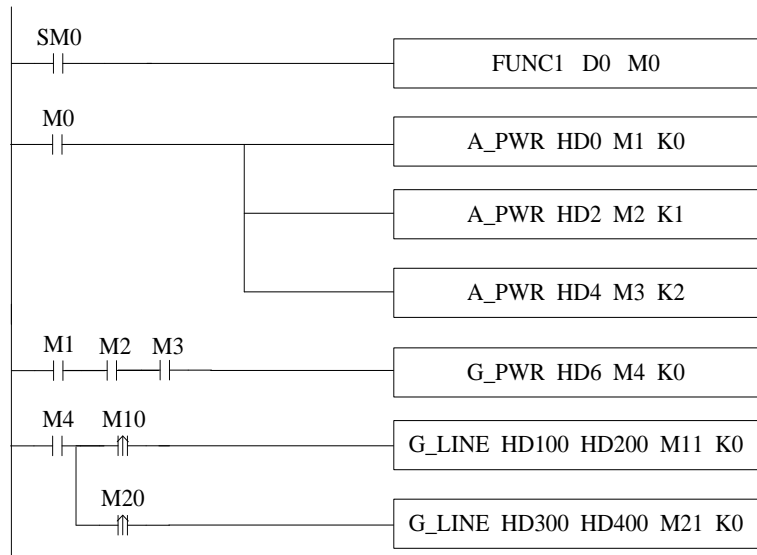 SM0
FUNC1 D0 M0
M0
A_PWR HD0 M1 K0
A_PWR HD2 M2 K1
A_PWR HD4 M3 K2
M1 M2 M3
G_PWR HD6 M4 K0
M4 M10
G_LINE HD100 HD200 M11 K0
M20
G_LINE HD300 HD400 M21 K0